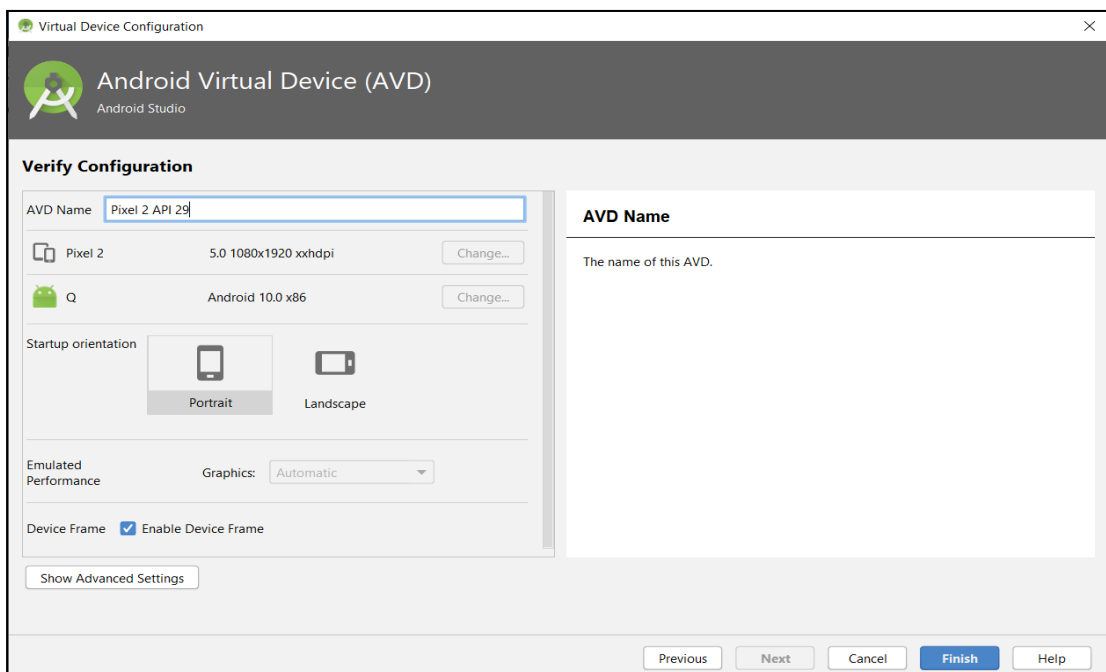 Virtual Device Configuration
Android Virtual Device (AVD)
Android Studio
Verify Configuration
AVD Name Pixel 2 API 29
Pixel 2 5.0 1080x1920 xxhdpi Change...
Q Android 10.0 x86 Change...
Startup orientation
Portrait Landscape
Emulated
Performance Graphics: Automatic
Device Frame Enable Device Frame
Show Advanced Settings
AVD Name
The name of this AVD.
Previous Next Cancel Finish Help